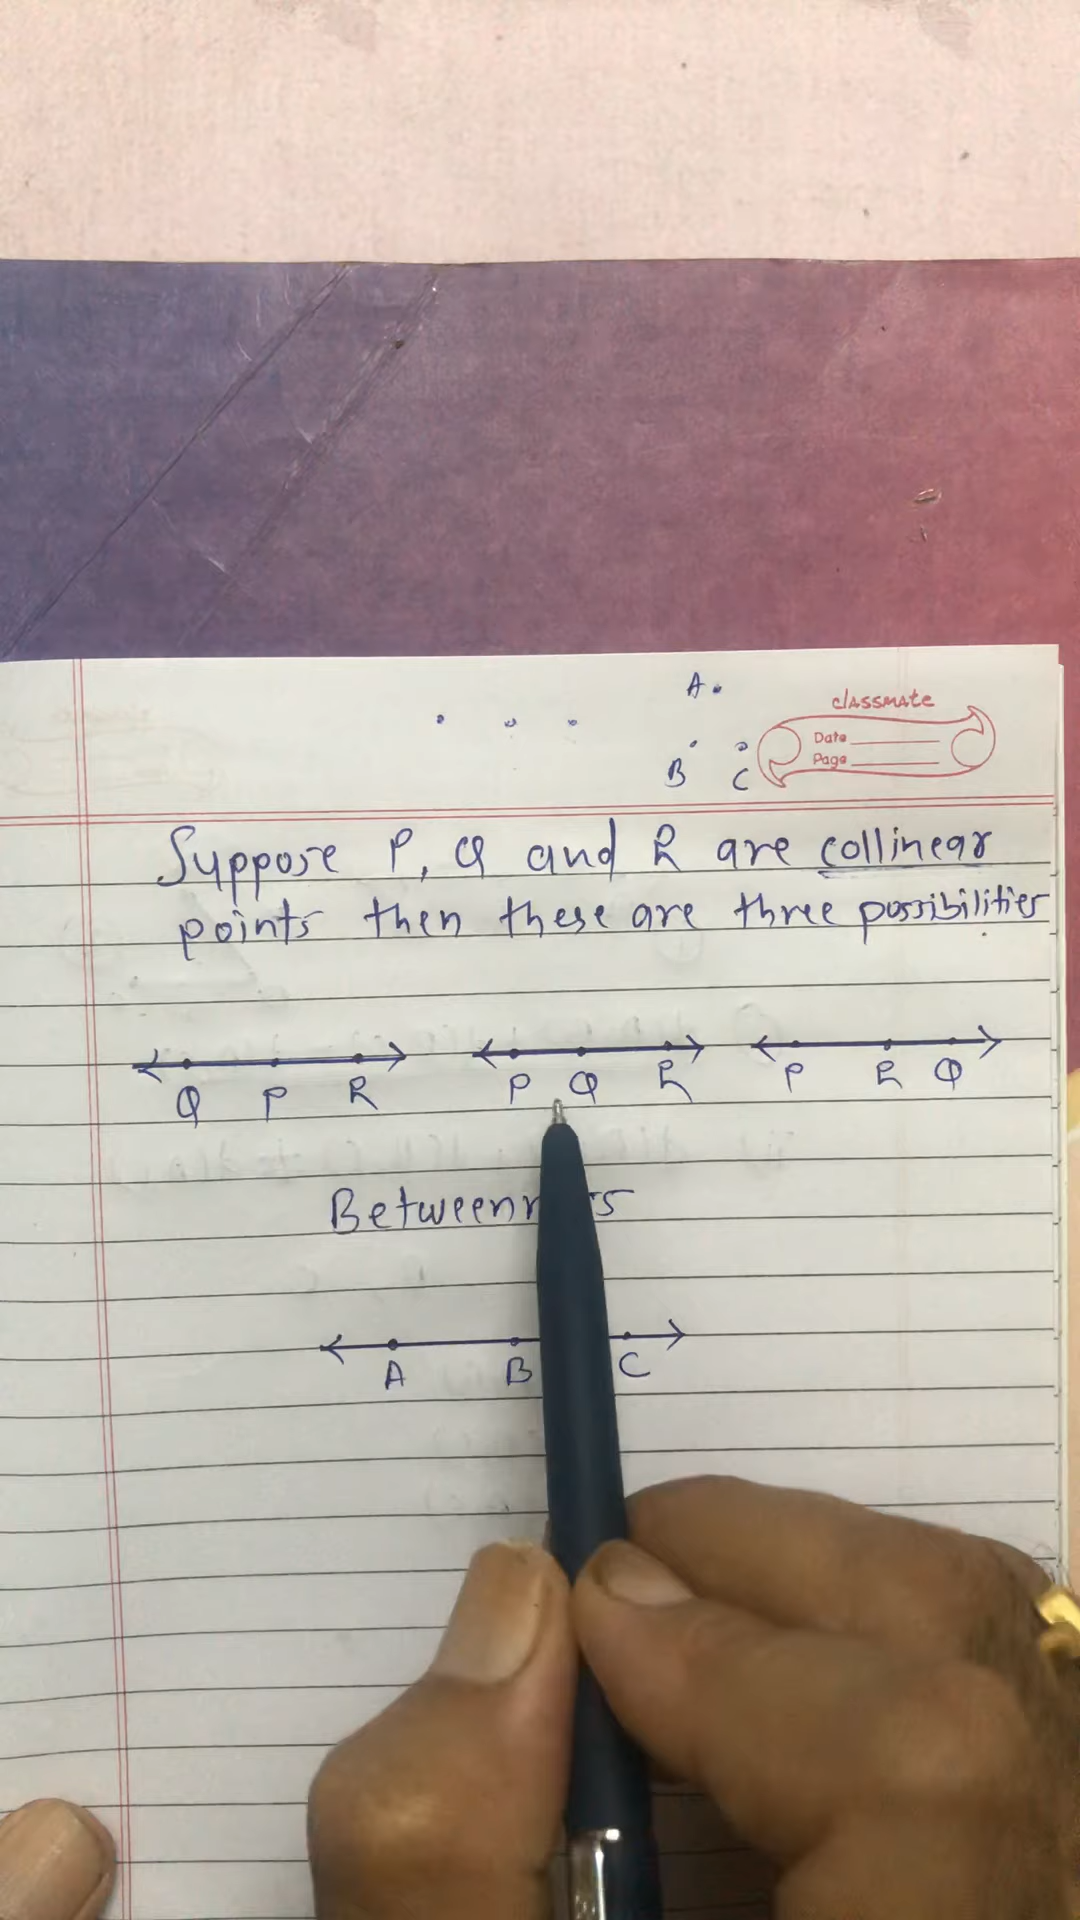 A
classmate
Date
Page
B C
Suppose P, Q and R are collinear
points then these are three possibilities
Q P R P Q R P R Q
A B C